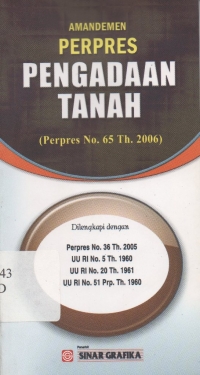 AMANDEMEN
PERPRES
PENGADAAN
TANAH
(Perpres No. 65 Th. 2006)
Dilengkapi dengan
Perpres No. 36 Th. 2005
UU RI No. 5 Th. 1960
UU RI No. 20 Th. 1961
UU RI No. 51 Prp. Th. 1960
43
Penerbit
SINAR GRAFIKA